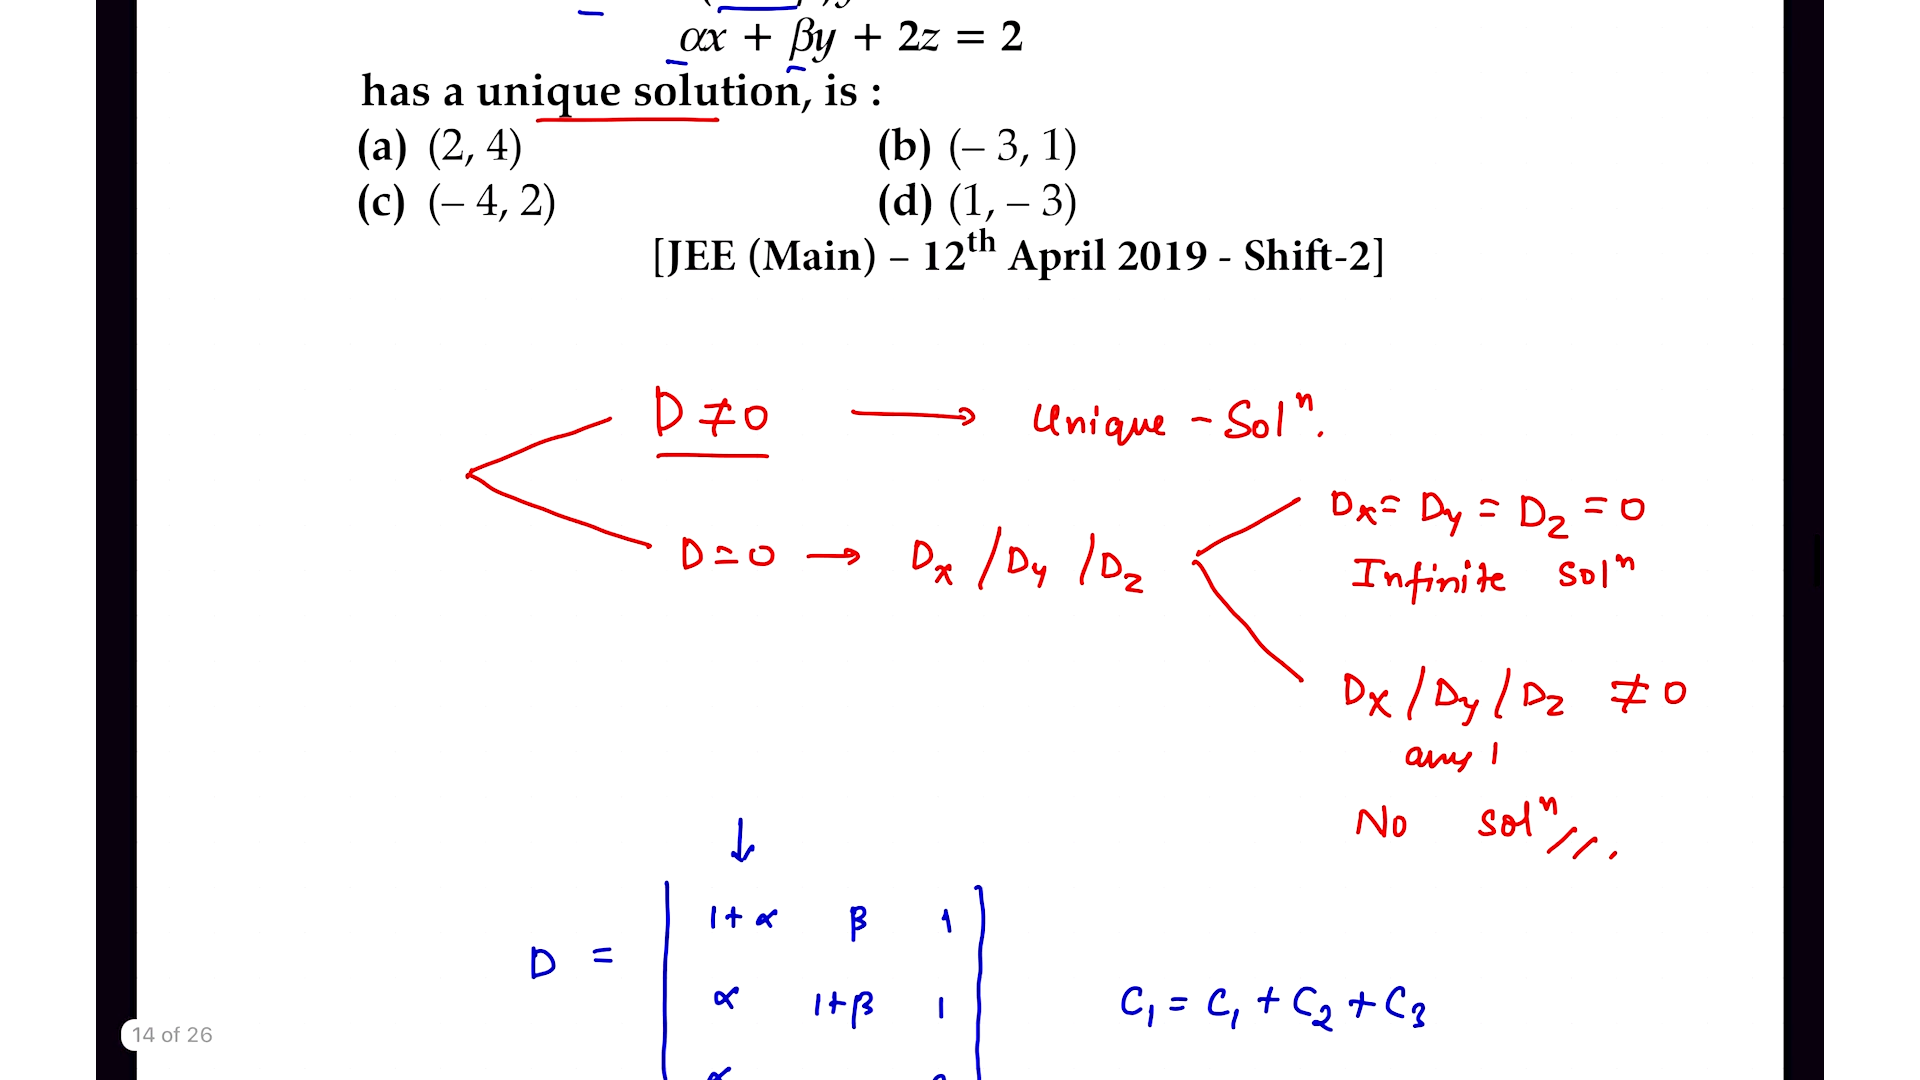 αx + βy + 2z = 2
has a unique solution, is :
(a) (2, 4)
(b) (– 3, 1)
(c) (– 4, 2)
(d) (1, – 3)
[JEE (Main) – 12th April 2019 - Shift-2]
D ≠ 0 → Unique - Solⁿ.
D = 0 → Dx / Dy / Dz
Dx = Dy = Dz = 0
Infinite Solⁿ
Dx / Dy / Dz ≠ 0
any 1
No solⁿ //.
↓
1 + α β 1
D =
α 1+β 1
C₁ = C₁ + C₂ + C₃
14 of 26